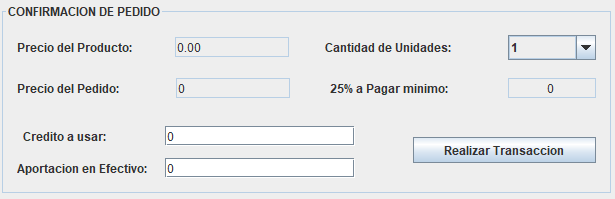 CONFIRMACION DE PEDIDO
Precio del Producto: 0.00 Cantidad de Unidades: 1
Precio del Pedido: 0 25% a Pagar minimo: 0
Credito a usar: 0
Realizar Transaccion
Aportacion en Efectivo: 0